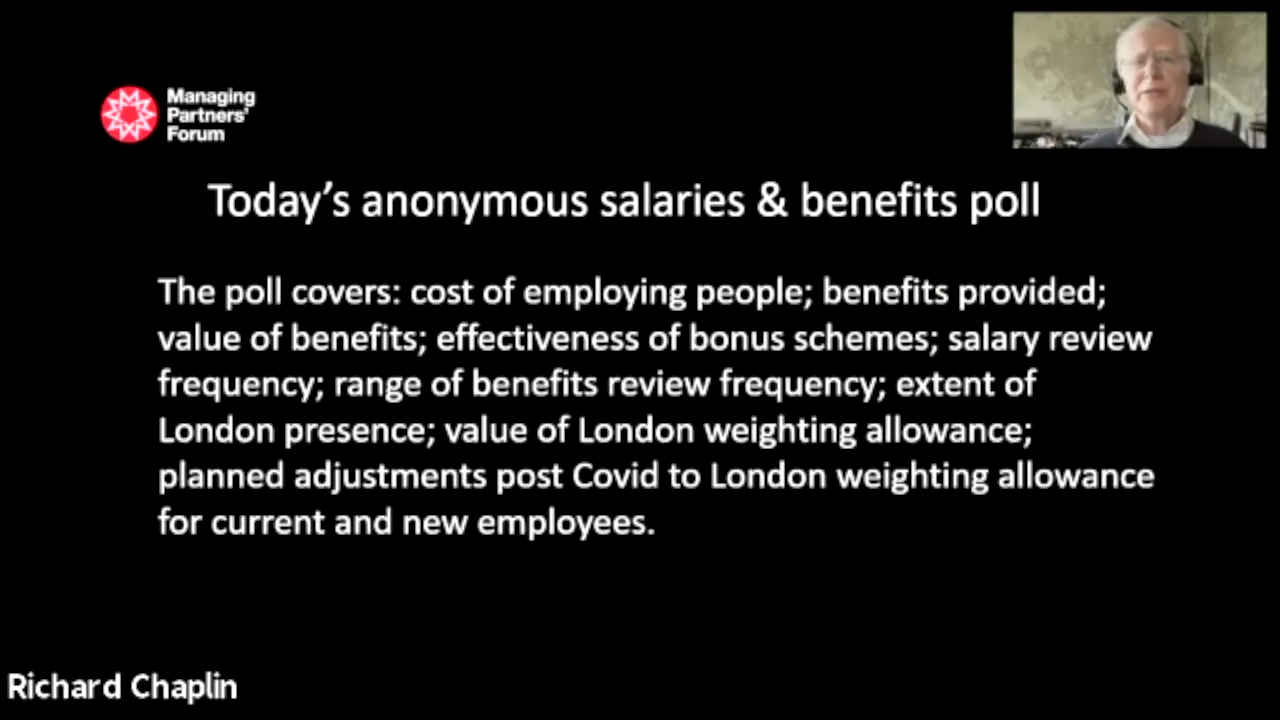 Managing
Partners'
Forum
Today's anonymous salaries & benefits poll
The poll covers: cost of employing people; benefits provided;
value of benefits; effectiveness of bonus schemes; salary review
frequency; range of benefits review frequency; extent of
London presence; value of London weighting allowance;
planned adjustments post Covid to London weighting allowance
for current and new employees.
Richard Chaplin